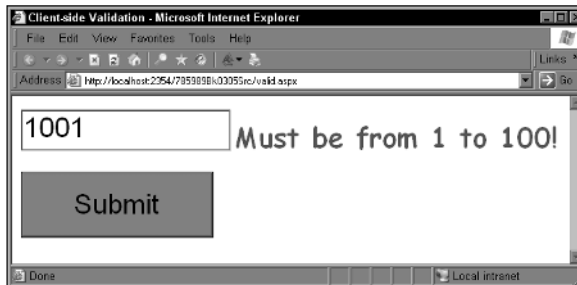 Client-side Validation - Microsoft Internet Explorer
File Edit View Favorites Tools Help
Links
Address http://localhost:2354/7859898k0305Src/valid.aspx
Go
1001 Must be from 1 to 100!
Submit
Done Local intranet